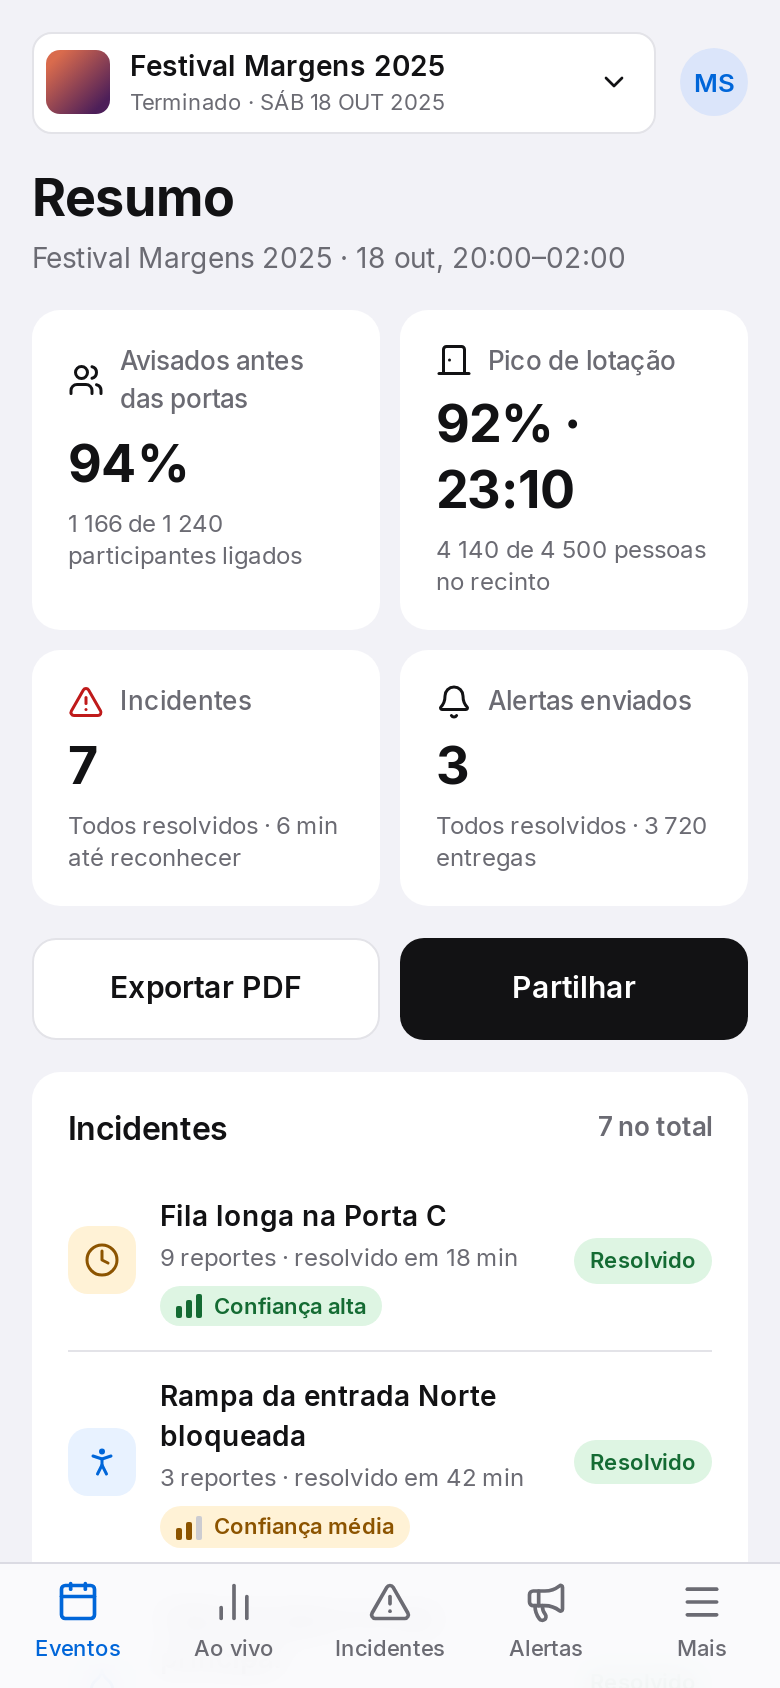 Festival Margens 2025
Terminado · SÁB 18 OUT 2025
MS
Resumo
Festival Margens 2025 · 18 out, 20:00–02:00
Avisados antes
das portas
94%
1 166 de 1 240
participantes ligados
Pico de lotação
92% ·
23:10
4 140 de 4 500 pessoas
no recinto
Incidentes
7
Todos resolvidos · 6 min
até reconhecer
Alertas enviados
3
Todos resolvidos · 3 720
entregas
Exportar PDF
Partilhar
Incidentes
7 no total
Fila longa na Porta C
9 reportes · resolvido em 18 min
Confiança alta
Resolvido
Rampa da entrada Norte
bloqueada
3 reportes · resolvido em 42 min
Confiança média
Resolvido
Resolvido
Eventos
Ao vivo
Incidentes
Alertas
Mais